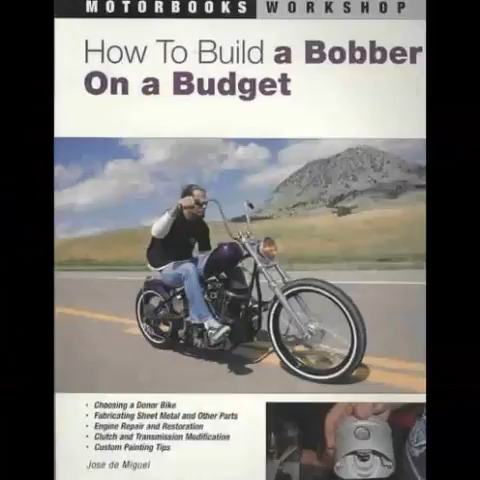 MOTORBOOKS WORKSHOP
How To Build a Bobber
On a Budget
• Choosing a Donor Bike
• Fabricating Sheet Metal and Other Parts
• Engine Repair and Restoration
• Clutch and Transmission Modification
• Custom Painting Tips
Jose de Miguel